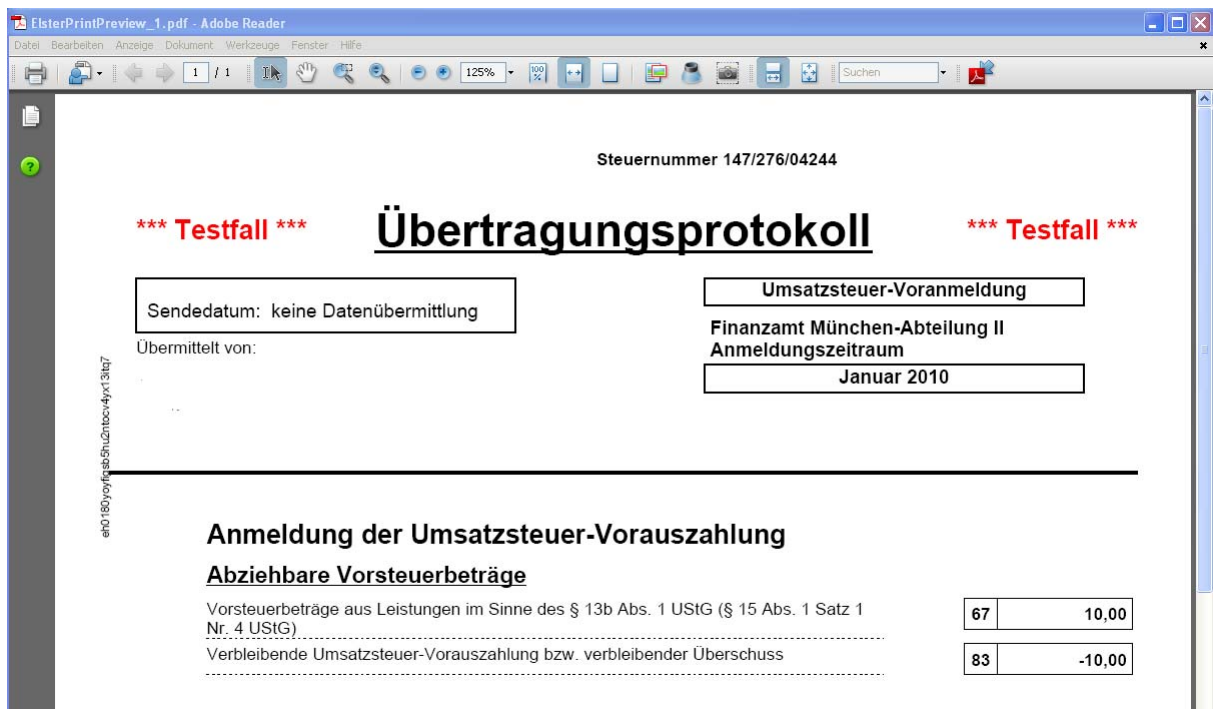 ElsterPrintPreview_1.pdf - Adobe Reader
Datei Bearbeiten Anzeige Dokument Werkzeuge Fenster Hilfe
1 / 1 125% Suchen
Steuernummer 147/276/04244
*** Testfall *** Übertragungsprotokoll *** Testfall ***
Sendedatum: keine Datenübermittlung
Umsatzsteuer-Voranmeldung
Übermittelt von:
Finanzamt München-Abteilung II
Anmeldungszeitraum
Januar 2010
Anmeldung der Umsatzsteuer-Vorauszahlung
Abziehbare Vorsteuerbeträge
Vorsteuerbeträge aus Leistungen im Sinne des § 13b Abs. 1 UStG (§ 15 Abs. 1 Satz 1
Nr. 4 UStG)
67 10,00
Verbleibende Umsatzsteuer-Vorauszahlung bzw. verbleibender Überschuss
83 -10,00